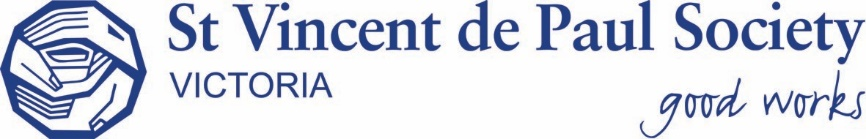 St Vincent de Paul Society
VICTORIA
good works